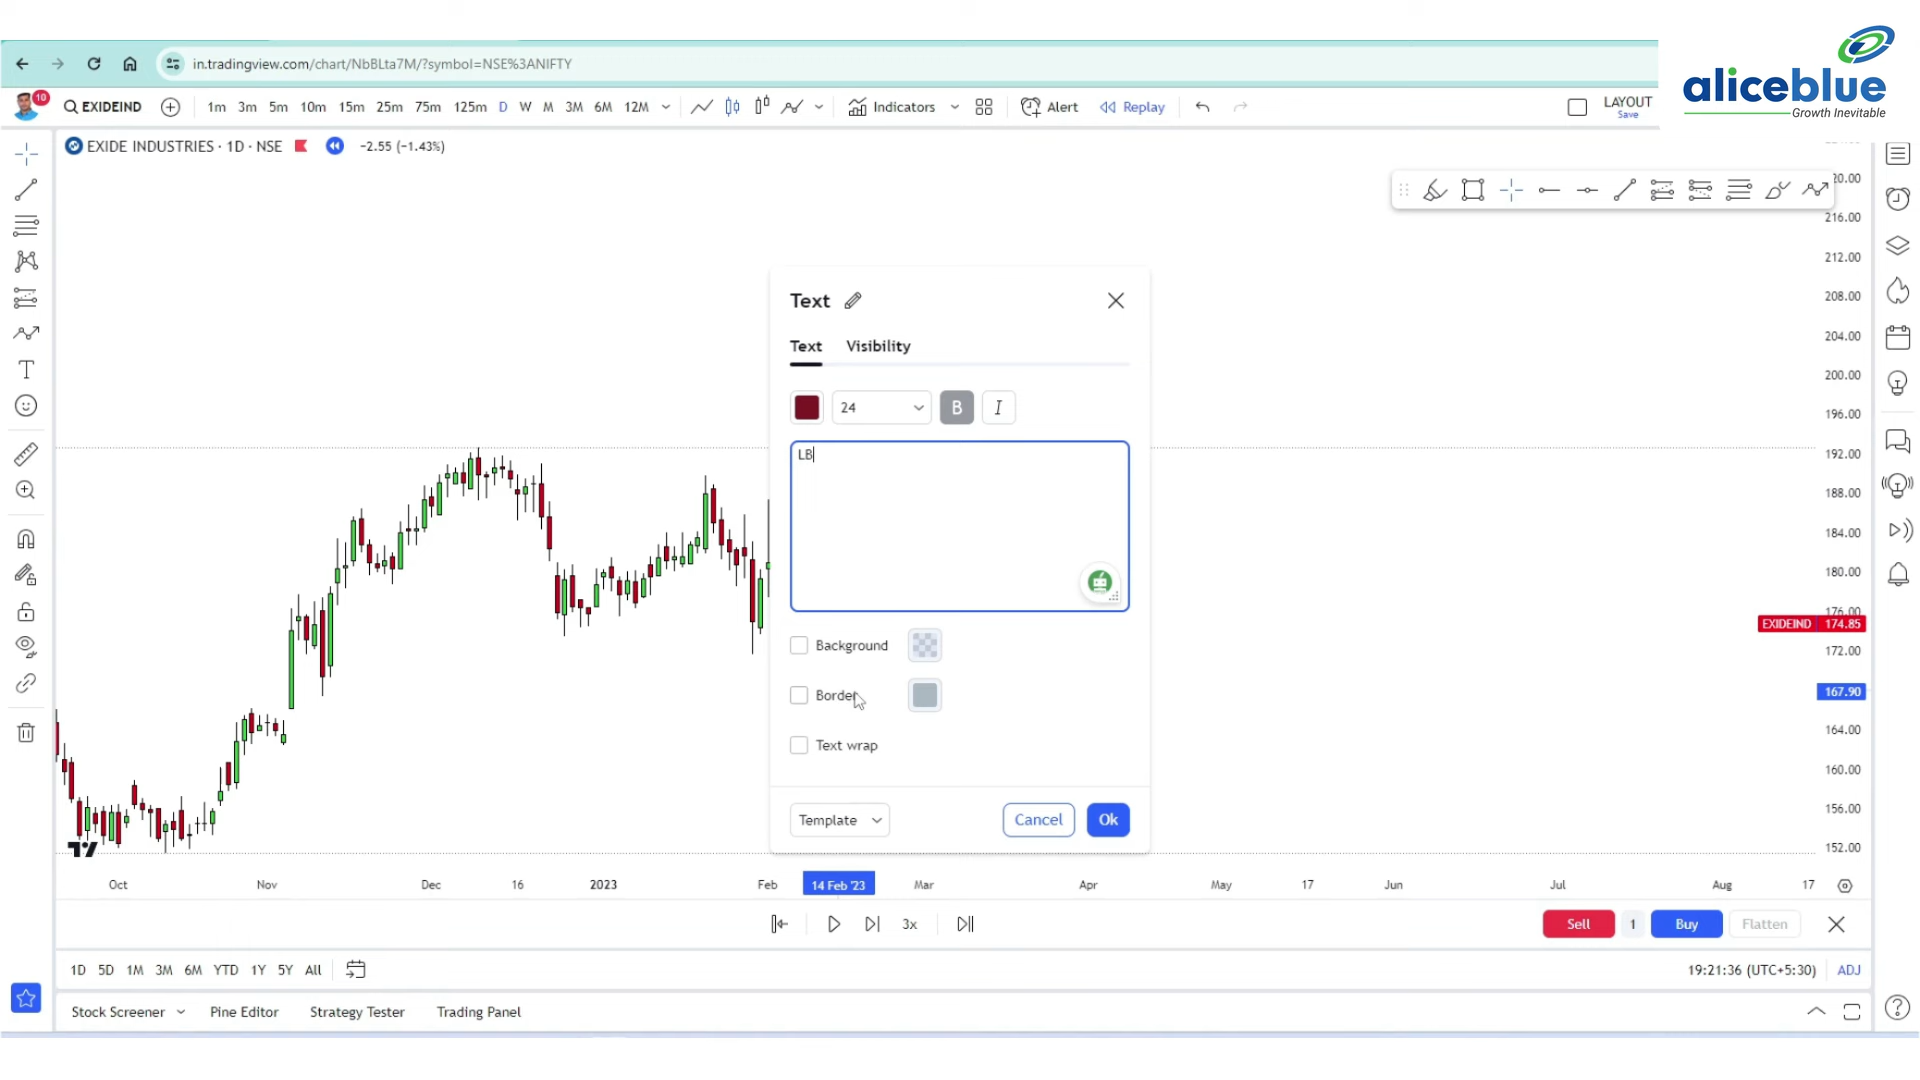 aliceblue
Growth Inevitable
in.tradingview.com/chart/NbBLta7M/?symbol=NSE%3ANIFTY
10
EXIDEIND
1m 3m 5m 10m 15m 25m 75m 125m D W M 3M 6M 12M
Indicators
Alert
Replay
LAYOUT
Save
EXIDE INDUSTRIES · 1D · NSE
−2.55 (−1.43%)
220.00
216.00
212.00
208.00
204.00
200.00
196.00
192.00
188.00
184.00
180.00
176.00
EXIDEIND 174.85
172.00
167.90
164.00
160.00
156.00
152.00
Text
Text Visibility
24
B
I
LB
Background
Border
Text wrap
Template
Cancel
Ok
Oct Nov Dec 16 2023 Feb 14 Feb '23 Mar Apr May 17 Jun Jul Aug 17
3x
Sell
1
Buy
Flatten
1D 5D 1M 3M 6M YTD 1Y 5Y All
19:21:36 (UTC+5:30)
ADJ
Stock Screener
Pine Editor
Strategy Tester
Trading Panel